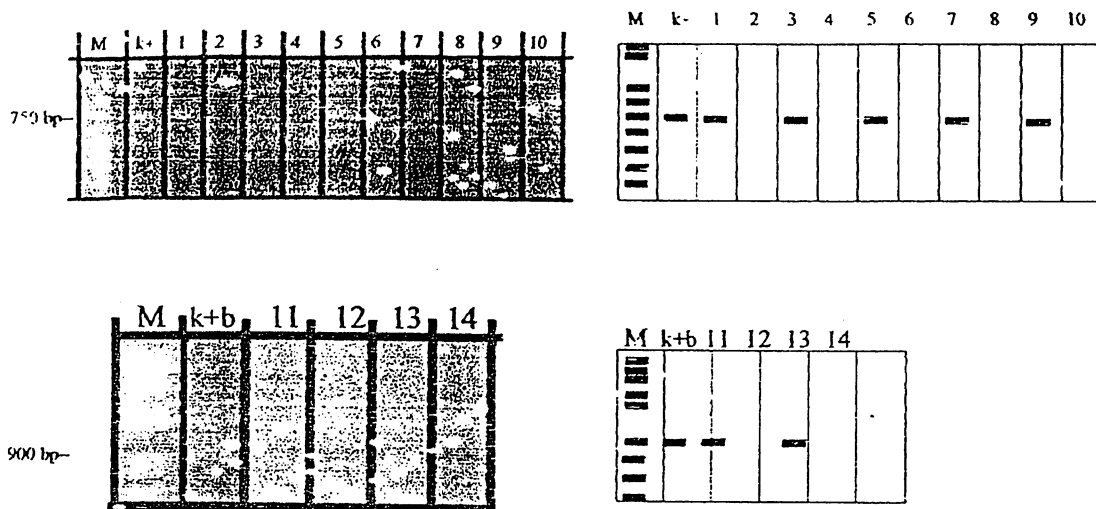 M k+ 1 2 3 4 5 6 7 8 9 10
750 bp–
M k- 1 2 3 4 5 6 7 8 9 10
M k+b 11 12 13 14
900 bp–
M k+b 11 12 13 14